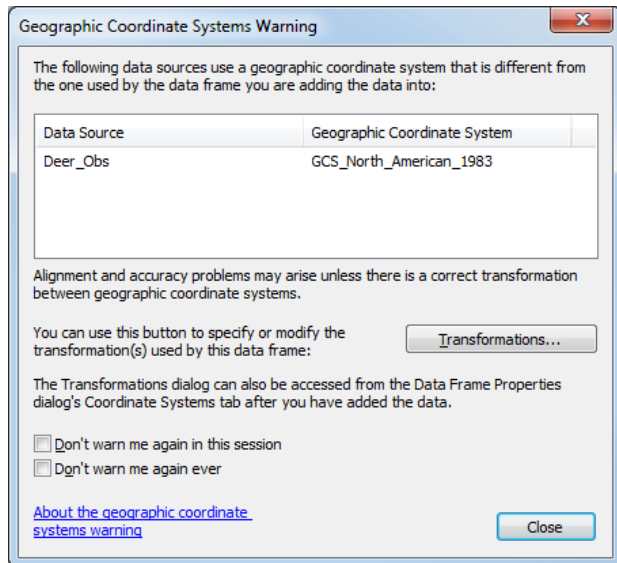 Geographic Coordinate Systems Warning
The following data sources use a geographic coordinate system that is different from
the one used by the data frame you are adding the data into:
Data Source Geographic Coordinate System
Deer_Obs GCS_North_American_1983
Alignment and accuracy problems may arise unless there is a correct transformation
between geographic coordinate systems.
You can use this button to specify or modify the
transformation(s) used by this data frame:
Transformations...
The Transformations dialog can also be accessed from the Data Frame Properties
dialog's Coordinate Systems tab after you have added the data.
Don't warn me again in this session
Don't warn me again ever
About the geographic coordinate
systems warning
Close